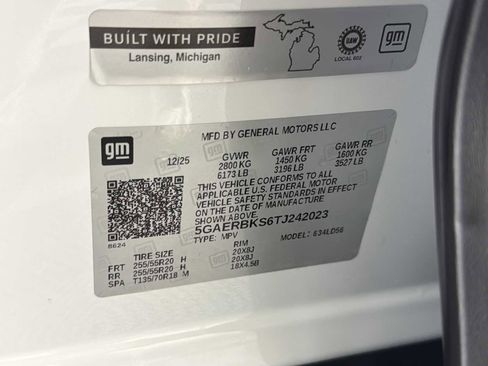 BUILT WITH PRIDE
Lansing, Michigan
UAW
LOCAL 602
gm
gm
MFD BY GENERAL MOTORS LLC
12/25 GVWR GAWR FRT GAWR RR
2800 KG 1450 KG 1600 KG
6173 LB 3196 LB 3527 LB
THIS VEHICLE CONFORMS TO ALL
APPLICABLE U.S. FEDERAL MOTOR
VEHICLE SAFETY STANDARDS IN EFFECT
ON THE DATE OF MANUFACTURE
SHOWN ABOVE.
5GAERBKS6TJ242023
TYPE: MPV MODEL: 634LD56
8624
TIRE SIZE RIM
FRT 255/55R20 H 20X8J
RR 255/55R20 H 20X8J
SPA T135/70R18 M 18X4.5B